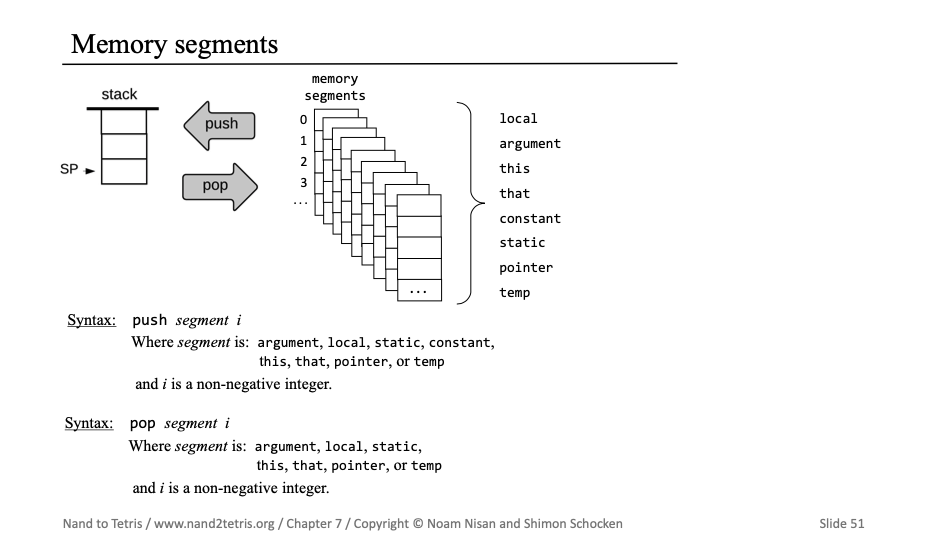 Memory segments
stack
push
pop
SP
memory
segments
0
1
2
3
...
...
local
argument
this
that
constant
static
pointer
temp
Syntax: push segment i
Where segment is: argument, local, static, constant,
this, that, pointer, or temp
and i is a non-negative integer.
Syntax: pop segment i
Where segment is: argument, local, static,
this, that, pointer, or temp
and i is a non-negative integer.
Nand to Tetris / www.nand2tetris.org / Chapter 7 / Copyright © Noam Nisan and Shimon Schocken
Slide 51